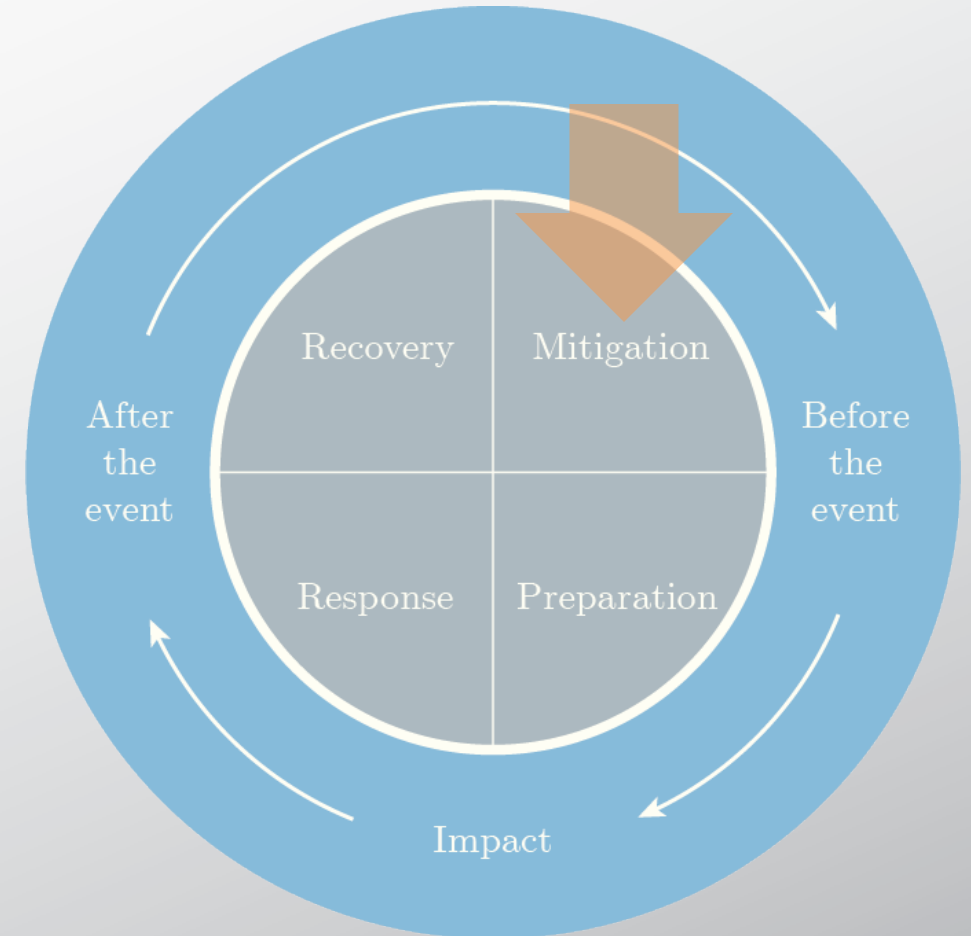 Recovery
Mitigation
After
the
event
Before
the
event
Response
Preparation
Impact